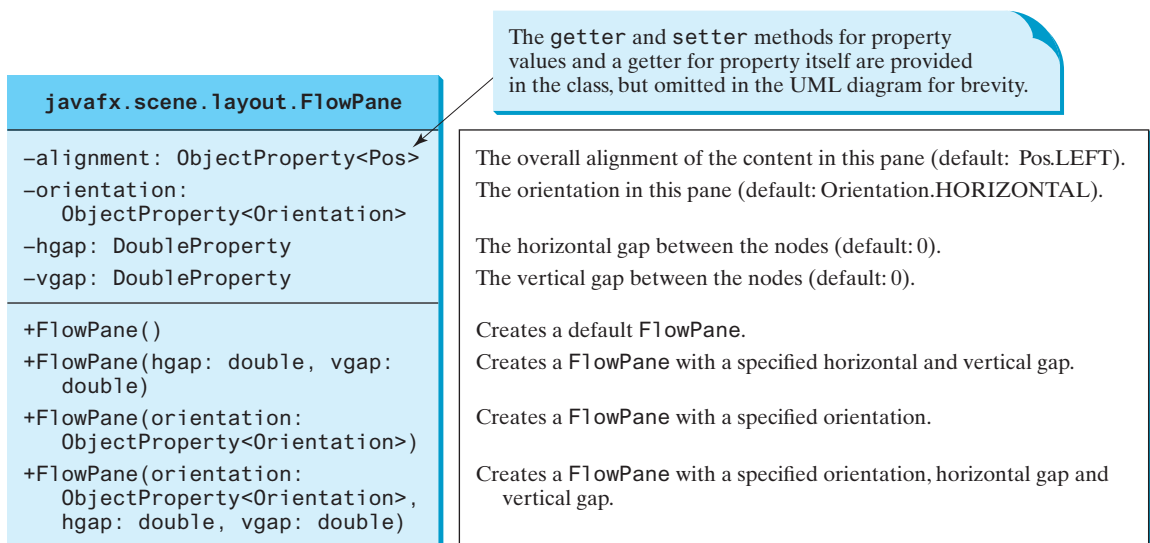 The getter and setter methods for property
values and a getter for property itself are provided
in the class, but omitted in the UML diagram for brevity.
javafx.scene.layout.FlowPane
–alignment: ObjectProperty<Pos>
The overall alignment of the content in this pane (default: Pos.LEFT).
–orientation:
ObjectProperty<Orientation>
The orientation in this pane (default: Orientation.HORIZONTAL).
–hgap: DoubleProperty
The horizontal gap between the nodes (default: 0).
–vgap: DoubleProperty
The vertical gap between the nodes (default: 0).
+FlowPane()
Creates a default FlowPane.
+FlowPane(hgap: double, vgap:
double)
Creates a FlowPane with a specified horizontal and vertical gap.
+FlowPane(orientation:
ObjectProperty<Orientation>)
Creates a FlowPane with a specified orientation.
+FlowPane(orientation:
ObjectProperty<Orientation>,
hgap: double, vgap: double)
Creates a FlowPane with a specified orientation, horizontal gap and
vertical gap.